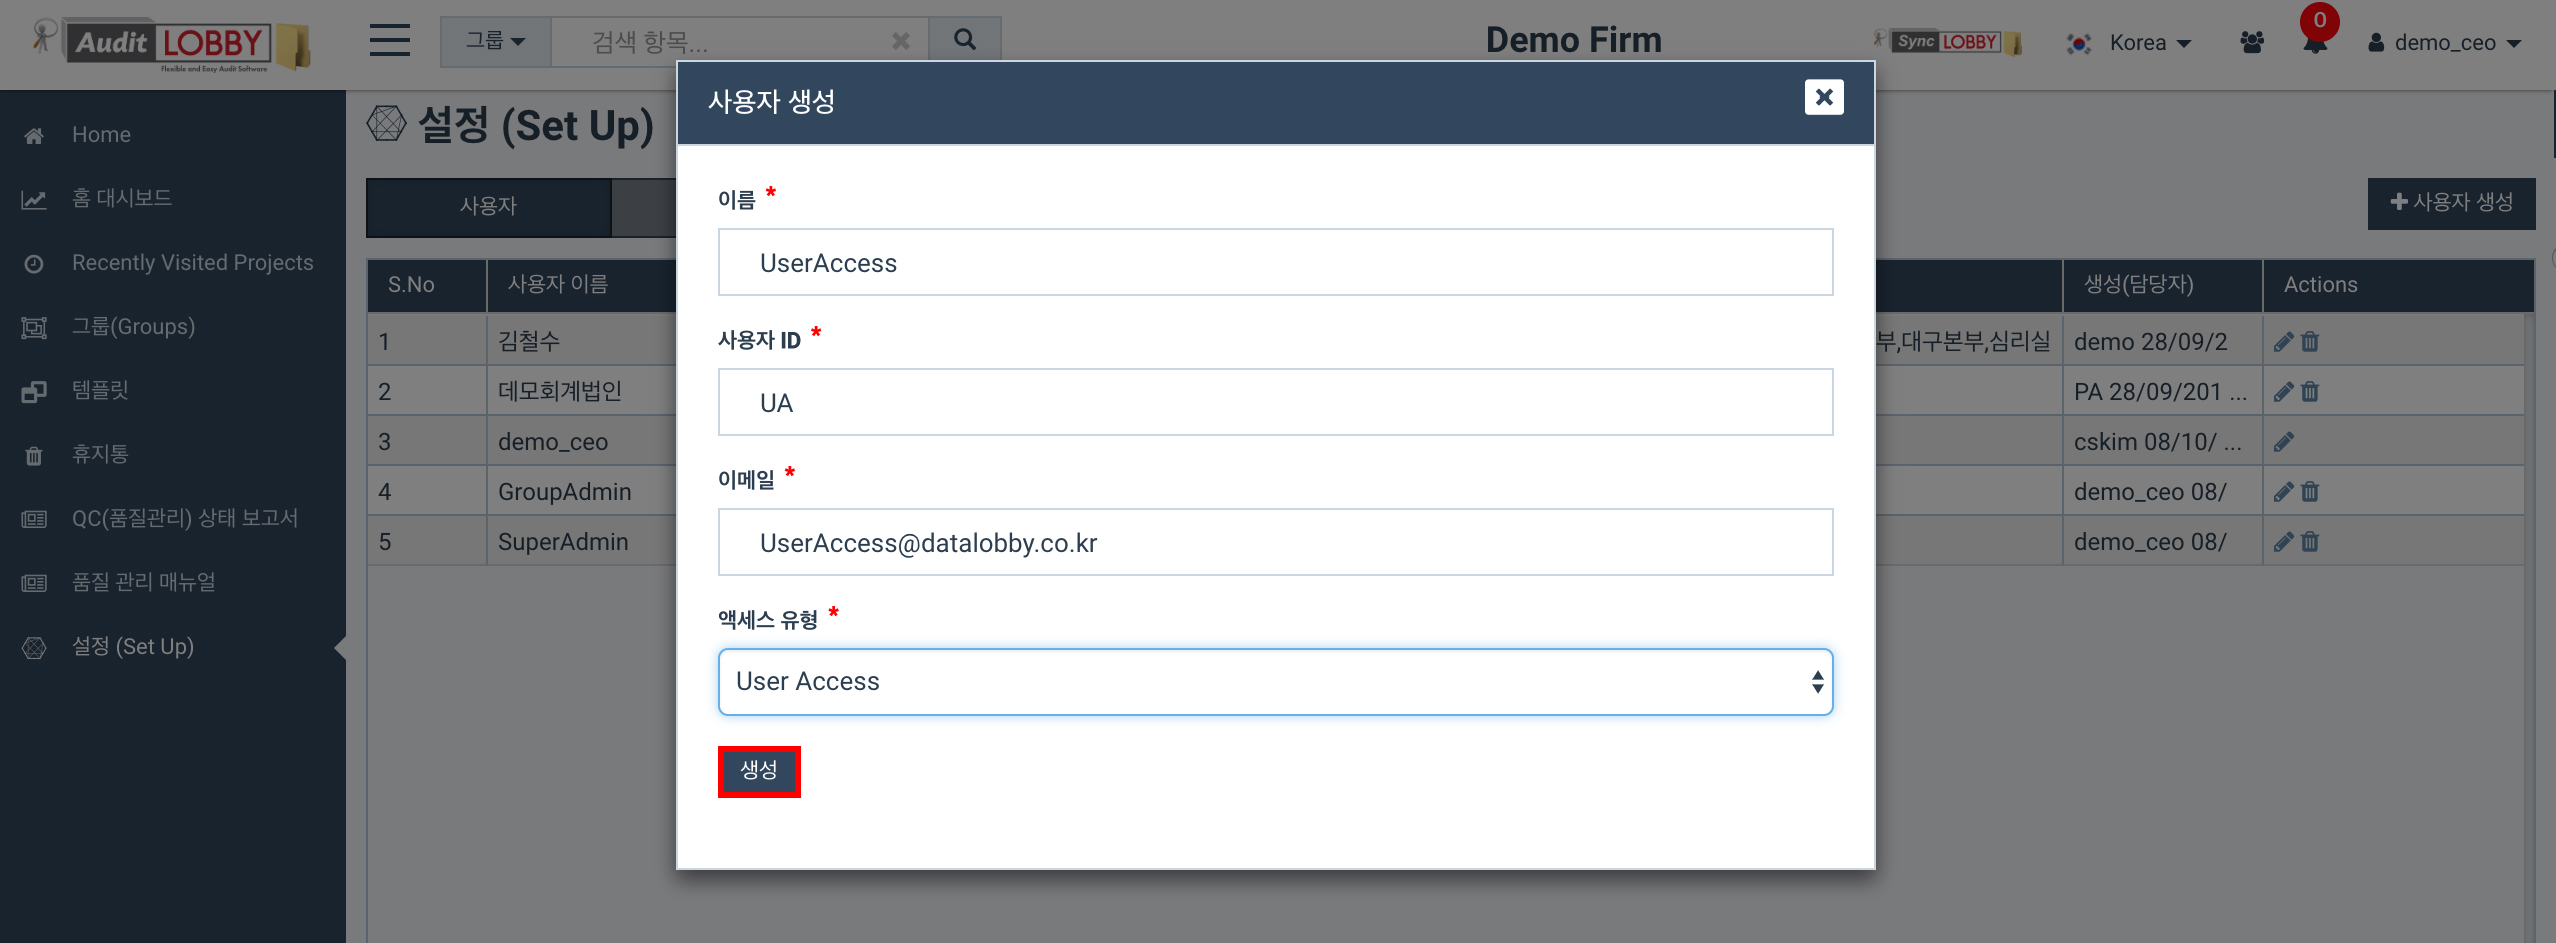 Audit LOBBY
Flexible and Easy Audit Software
그룹
검색 항목...
Demo Firm
Sync LOBBY
Korea
0
demo_ceo
Home
홈 대시보드
Recently Visited Projects
그룹(Groups)
템플릿
휴지통
QC(품질관리) 상태 보고서
품질 관리 매뉴얼
설정 (Set Up)
설정 (Set Up)
사용자
사용자 생성
S.No 사용자 이름 생성(담당자) Actions
1 김철수 부,대구본부,심리실 demo 28/09/2
2 데모회계법인 PA 28/09/201 ...
3 demo_ceo cskim 08/10/ ...
4 GroupAdmin demo_ceo 08/
5 SuperAdmin demo_ceo 08/
사용자 생성
이름 *
UserAccess
사용자 ID *
UA
이메일 *
UserAccess@datalobby.co.kr
액세스 유형 *
User Access
생성